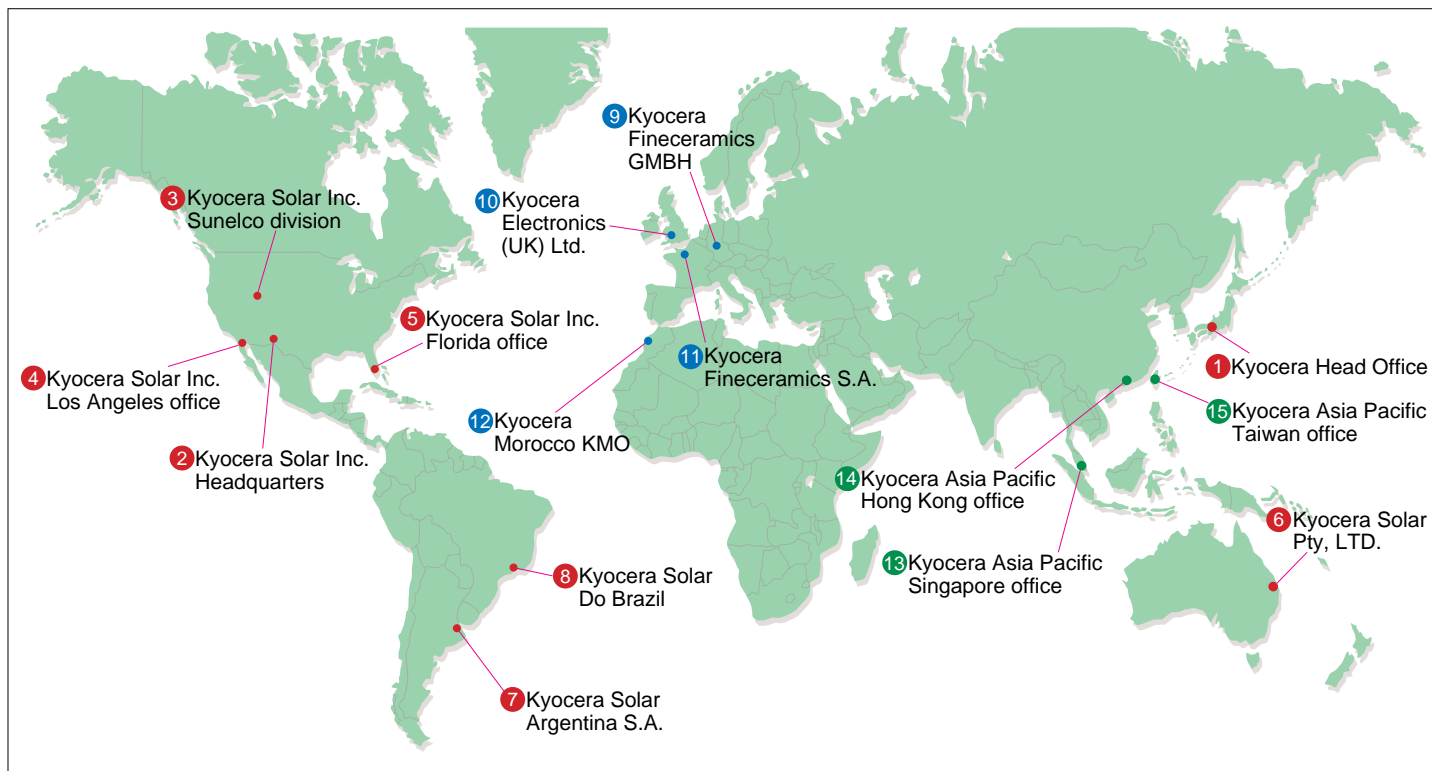 9 Kyocera
Fineceramics
GMBH
3 Kyocera Solar Inc.
Sunelco division
10 Kyocera
Electronics
(UK) Ltd.
5 Kyocera Solar Inc.
Florida office
11 Kyocera
Fineceramics S.A.
1 Kyocera Head Office
4 Kyocera Solar Inc.
Los Angeles office
12 Kyocera
Morocco KMO
15 Kyocera Asia Pacific
Taiwan office
2 Kyocera Solar Inc.
Headquarters
14 Kyocera Asia Pacific
Hong Kong office
6 Kyocera Solar
Pty, LTD.
13 Kyocera Asia Pacific
Singapore office
8 Kyocera Solar
Do Brazil
7 Kyocera Solar
Argentina S.A.